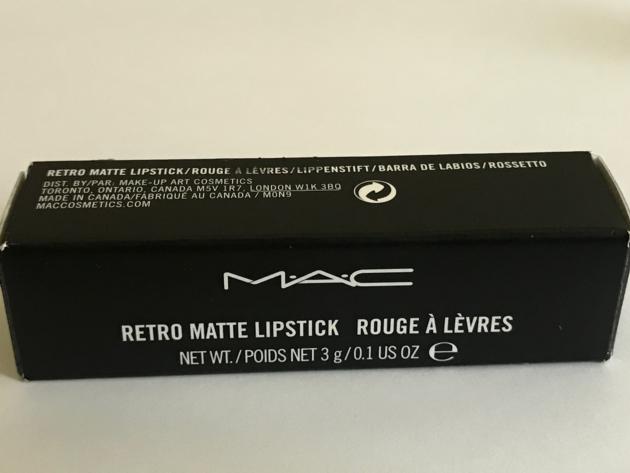 RETRO MATTE LIPSTICK/ROUGE À LÈVRES/LIPPENSTIFT/BARRA DE LABIOS/ROSSETTO
DIST. BY/PAR. MAKE-UP ART COSMETICS
TORONTO, ONTARIO, CANADA M5V 1R7, LONDON W1K 3BQ
MADE IN CANADA/FABRIQUÉ AU CANADA / M0N9
MACCOSMETICS.COM
M·A·C
RETRO MATTE LIPSTICK ROUGE À LÈVRES
NET WT./POIDS NET 3 g/0.1 US OZ ℮